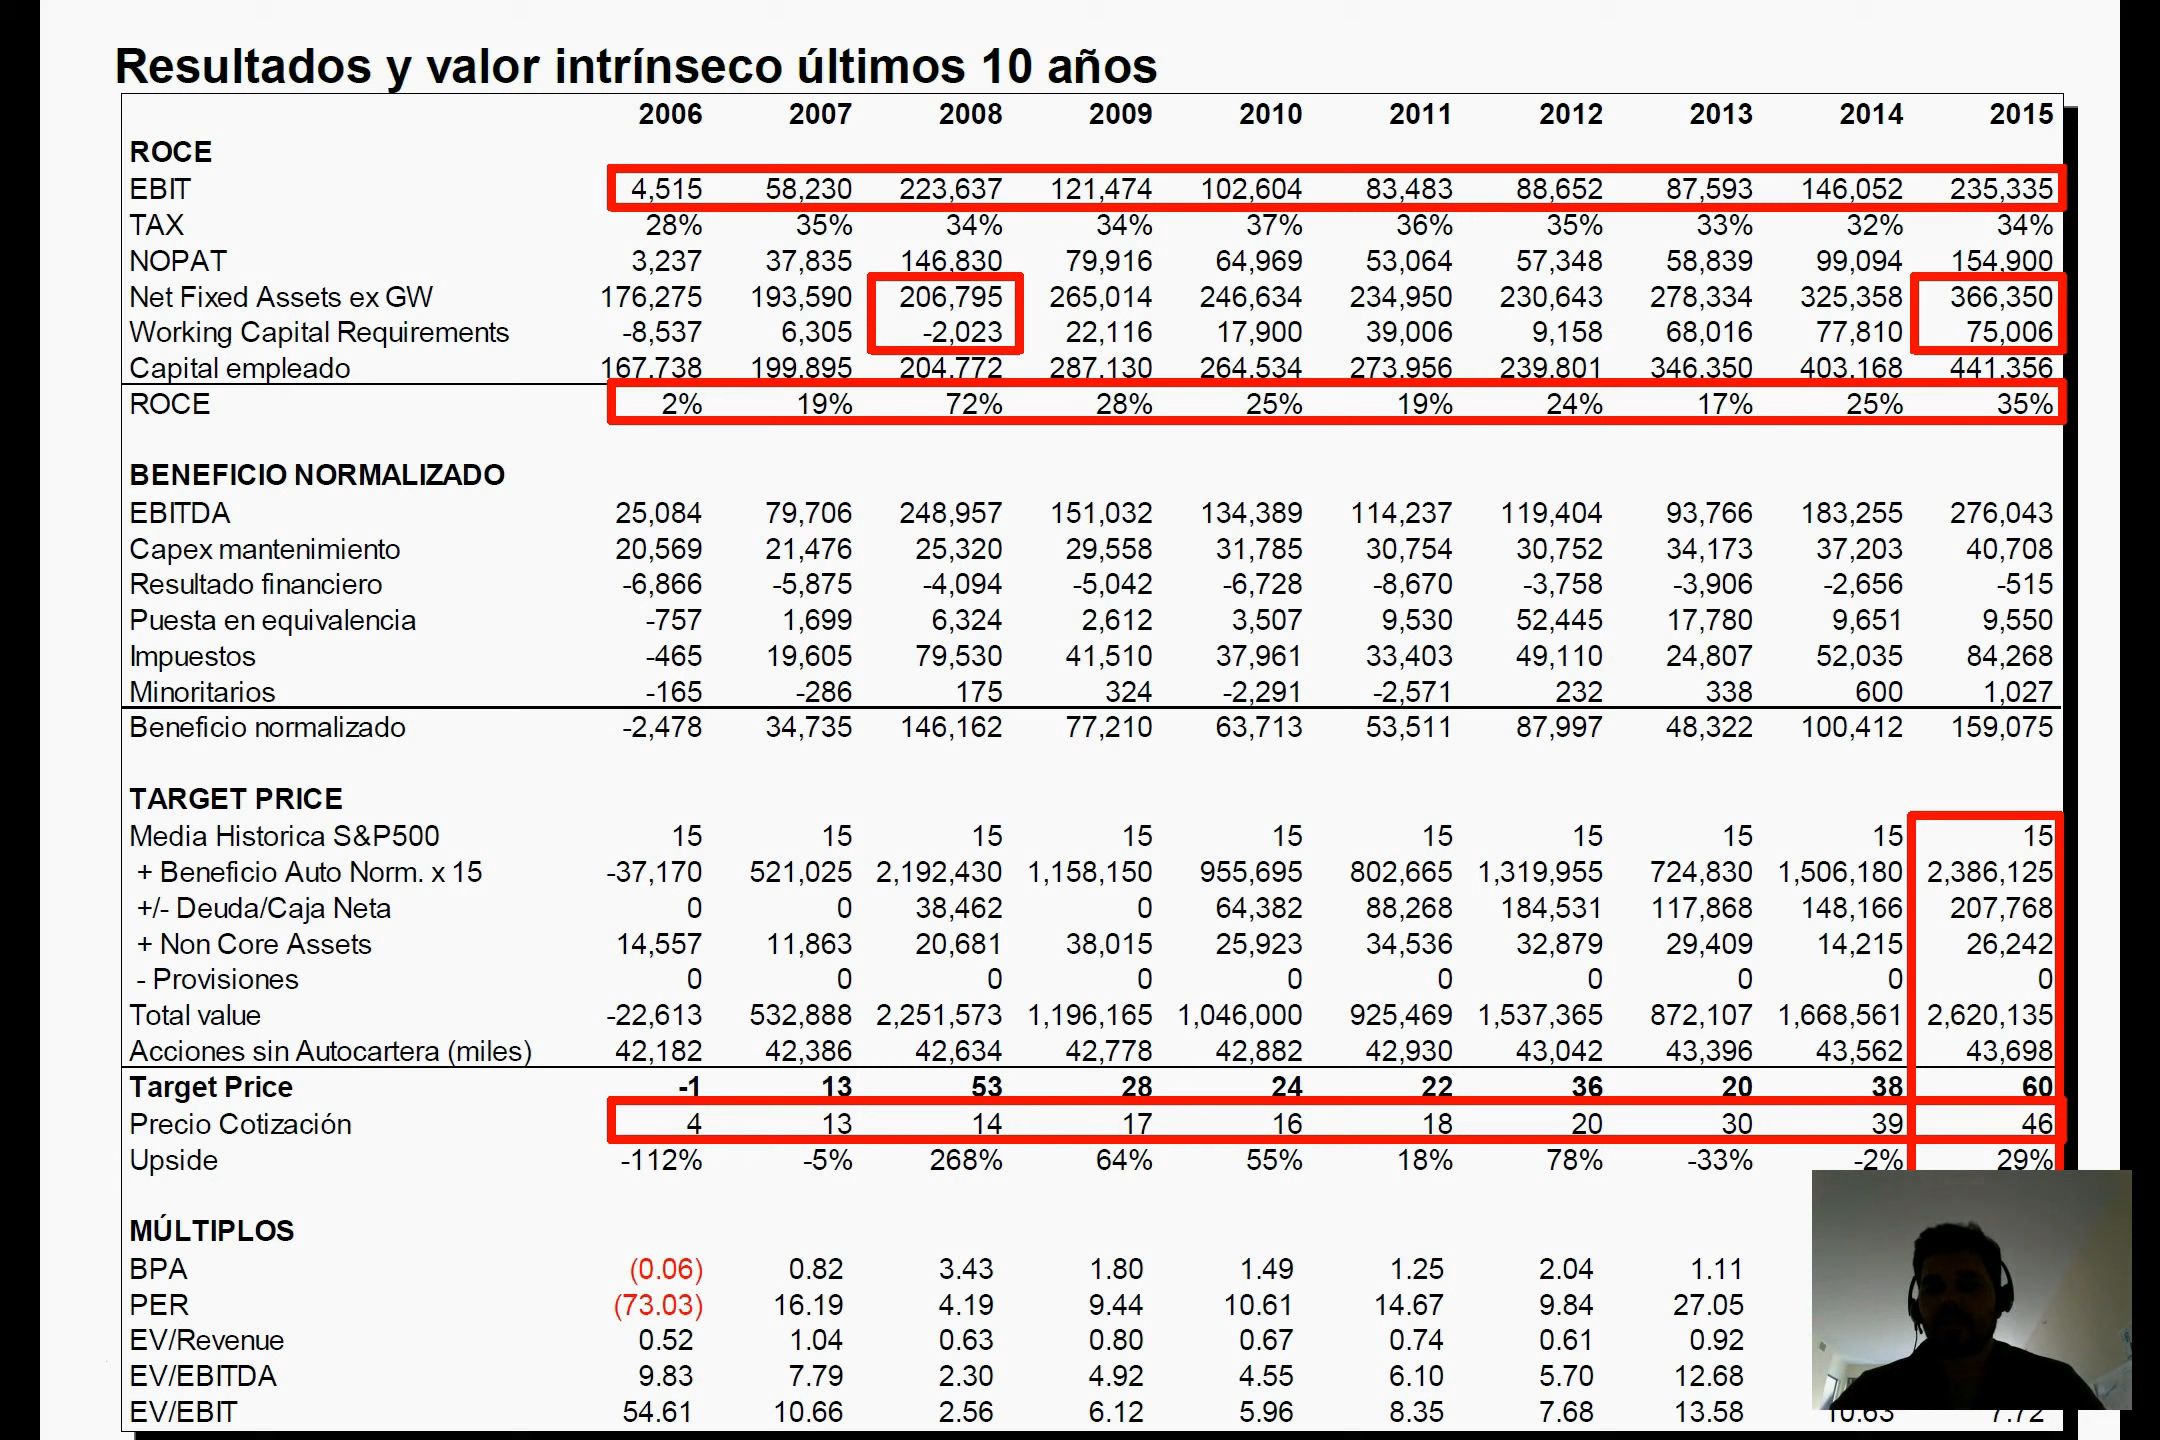 Resultados y valor intrínseco últimos 10 años
2006 2007 2008 2009 2010 2011 2012 2013 2014 2015
ROCE
EBIT 4,515 58,230 223,637 121,474 102,604 83,483 88,652 87,593 146,052 235,335
TAX 28% 35% 34% 34% 37% 36% 35% 33% 32% 34%
NOPAT 3,237 37,835 146,830 79,916 64,969 53,064 57,348 58,839 99,094 154,900
Net Fixed Assets ex GW 176,275 193,590 206,795 265,014 246,634 234,950 230,643 278,334 325,358 366,350
Working Capital Requirements -8,537 6,305 -2,023 22,116 17,900 39,006 9,158 68,016 77,810 75,006
Capital empleado 167,738 199,895 204,772 287,130 264,534 273,956 239,801 346,350 403,168 441,356
ROCE 2% 19% 72% 28% 25% 19% 24% 17% 25% 35%
BENEFICIO NORMALIZADO
EBITDA 25,084 79,706 248,957 151,032 134,389 114,237 119,404 93,766 183,255 276,043
Capex mantenimiento 20,569 21,476 25,320 29,558 31,785 30,754 30,752 34,173 37,203 40,708
Resultado financiero -6,866 -5,875 -4,094 -5,042 -6,728 -8,670 -3,758 -3,906 -2,656 -515
Puesta en equivalencia -757 1,699 6,324 2,612 3,507 9,530 52,445 17,780 9,651 9,550
Impuestos -465 19,605 79,530 41,510 37,961 33,403 49,110 24,807 52,035 84,268
Minoritarios -165 -286 175 324 -2,291 -2,571 232 338 600 1,027
Beneficio normalizado -2,478 34,735 146,162 77,210 63,713 53,511 87,997 48,322 100,412 159,075
TARGET PRICE
Media Historica S&P500 15 15 15 15 15 15 15 15 15 15
+ Beneficio Auto Norm. x 15 -37,170 521,025 2,192,430 1,158,150 955,695 802,665 1,319,955 724,830 1,506,180 2,386,125
+/- Deuda/Caja Neta 0 0 38,462 0 64,382 88,268 184,531 117,868 148,166 207,768
+ Non Core Assets 14,557 11,863 20,681 38,015 25,923 34,536 32,879 29,409 14,215 26,242
- Provisiones 0 0 0 0 0 0 0 0 0 0
Total value -22,613 532,888 2,251,573 1,196,165 1,046,000 925,469 1,537,365 872,107 1,668,561 2,620,135
Acciones sin Autocartera (miles) 42,182 42,386 42,634 42,778 42,882 42,930 43,042 43,396 43,562 43,698
Target Price -1 13 53 28 24 22 36 20 38 60
Precio Cotización 4 13 14 17 16 18 20 30 39 46
Upside -112% -5% 268% 64% 55% 18% 78% -33% -2% 29%
MÚLTIPLOS
BPA (0.06) 0.82 3.43 1.80 1.49 1.25 2.04 1.11
PER (73.03) 16.19 4.19 9.44 10.61 14.67 9.84 27.05
EV/Revenue 0.52 1.04 0.63 0.80 0.67 0.74 0.61 0.92
EV/EBITDA 9.83 7.79 2.30 4.92 4.55 6.10 5.70 12.68
EV/EBIT 54.61 10.66 2.56 6.12 5.96 8.35 7.68 13.58 10.63 7.72